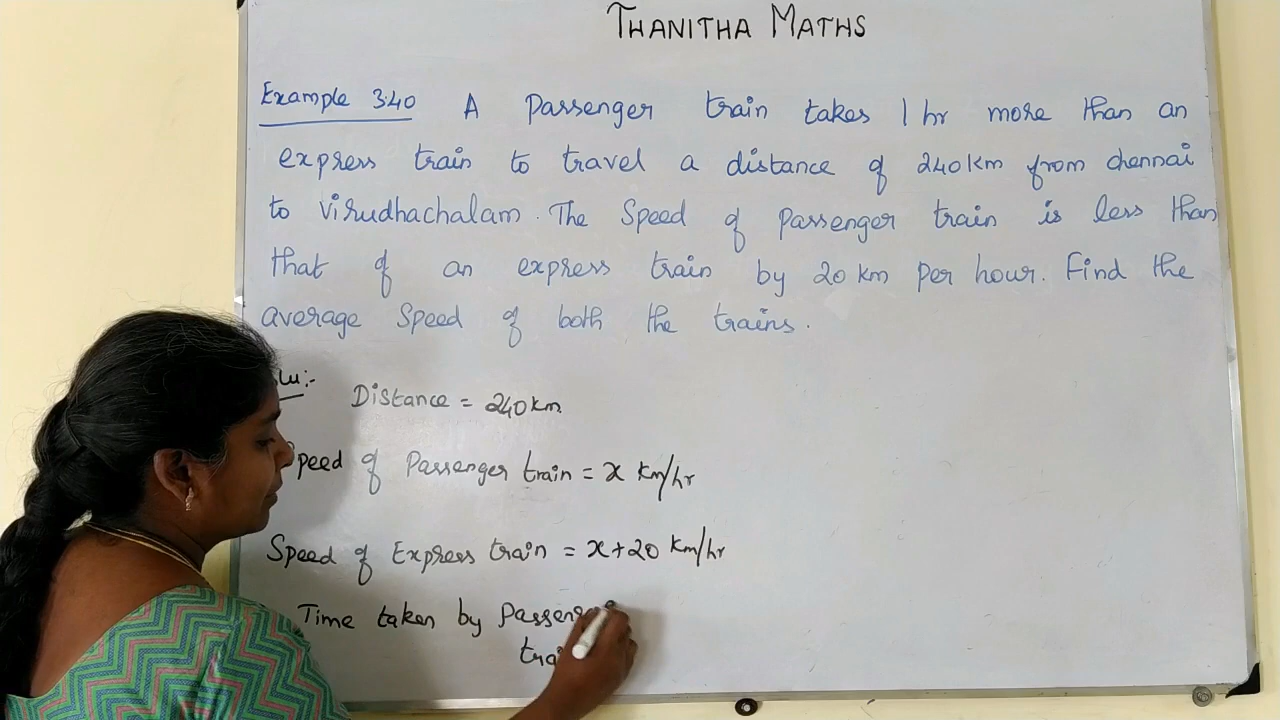 THANITHA MATHS
Example 3.40 A Passenger train takes 1 hr more than an
express train to travel a distance of 240 km from chennai
to virudhachalam. The Speed of passenger train is less than
that of an express train by 20 km per hour. Find the
average Speed of both the trains.
Distance = 240 km
Speed of Passenger train = x km/hr
Speed of Express train = x+20 km/hr
Time taken by